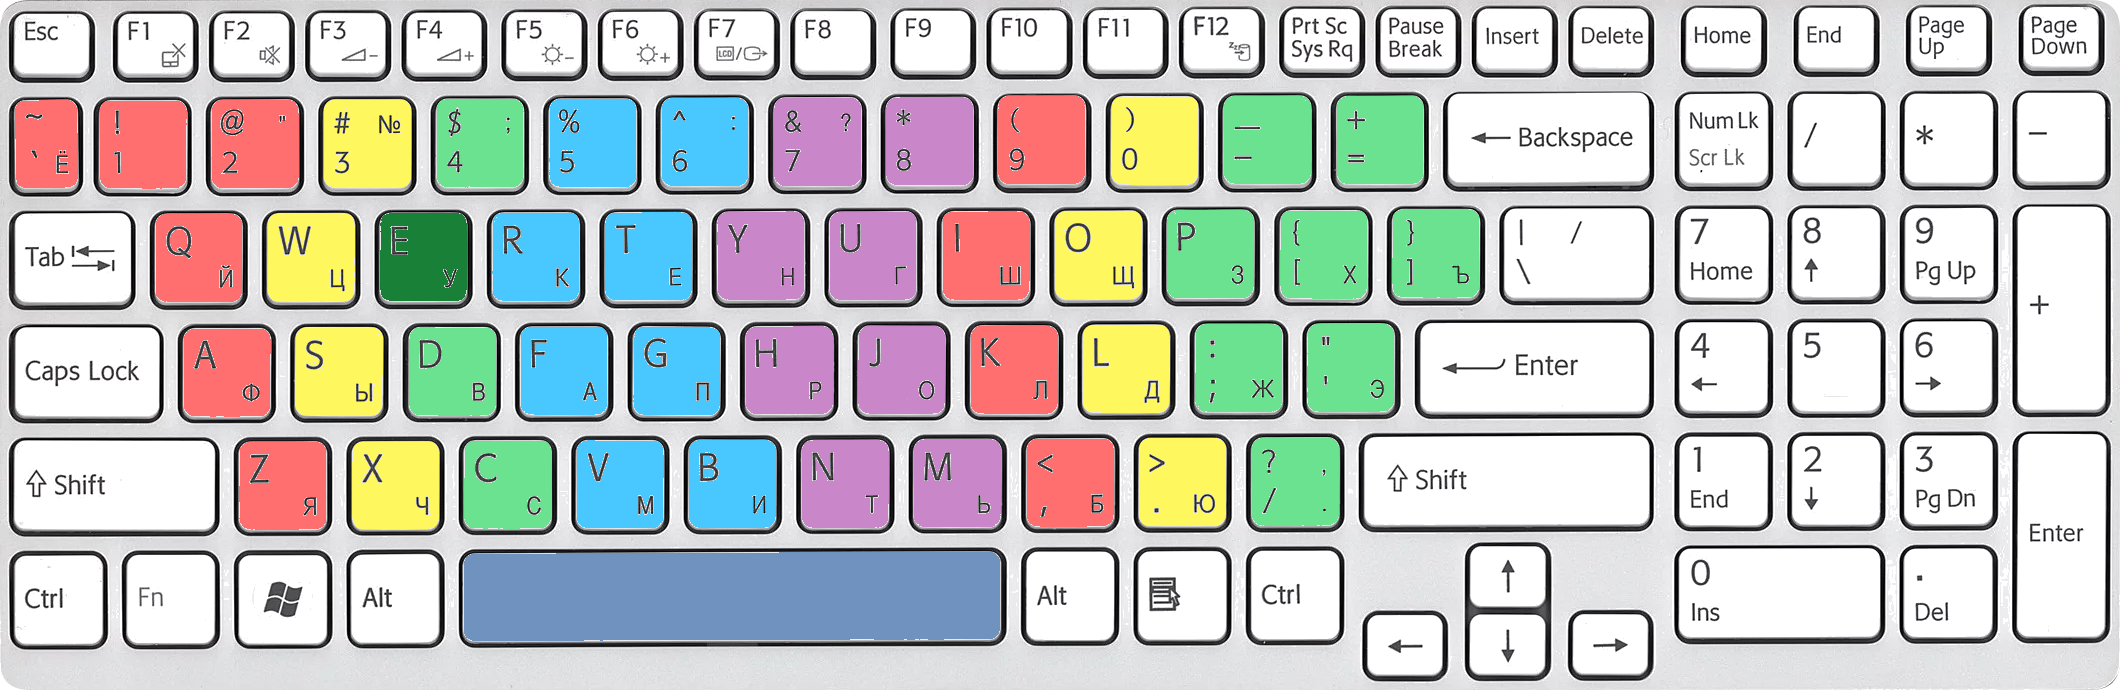 Esc F1 F2 F3 F4 F5 F6 F7 F8 F9 F10 F11 F12 Prt Sc Pause Insert Delete Home End Page Page
Sys Rq Break Up Down
LCD
~ ! @ " # № $ ; % ^ : & ? * ( ) — + ← Backspace Num Lk / * −
` Ё 1 2 3 4 5 6 7 8 9 0 – = Scr Lk
Tab Q W E R T Y U I O P { } | / 7 8 9 +
Й Ц У К Е Н Г Ш Щ З [ Х ] Ъ \ Home ↑ Pg Up
Caps Lock A S D F G H J K L : " Enter 4 5 6
Ф Ы В А П Р О Л Д ; Ж ' Э ← →
Shift Z X C V B N M < > ? , Shift 1 2 3 Enter
Я Ч С М И Т Ь , Б . Ю / . End ↓ Pg Dn
Ctrl Fn Alt Alt Ctrl ↑ 0 .
← ↓ → Ins Del